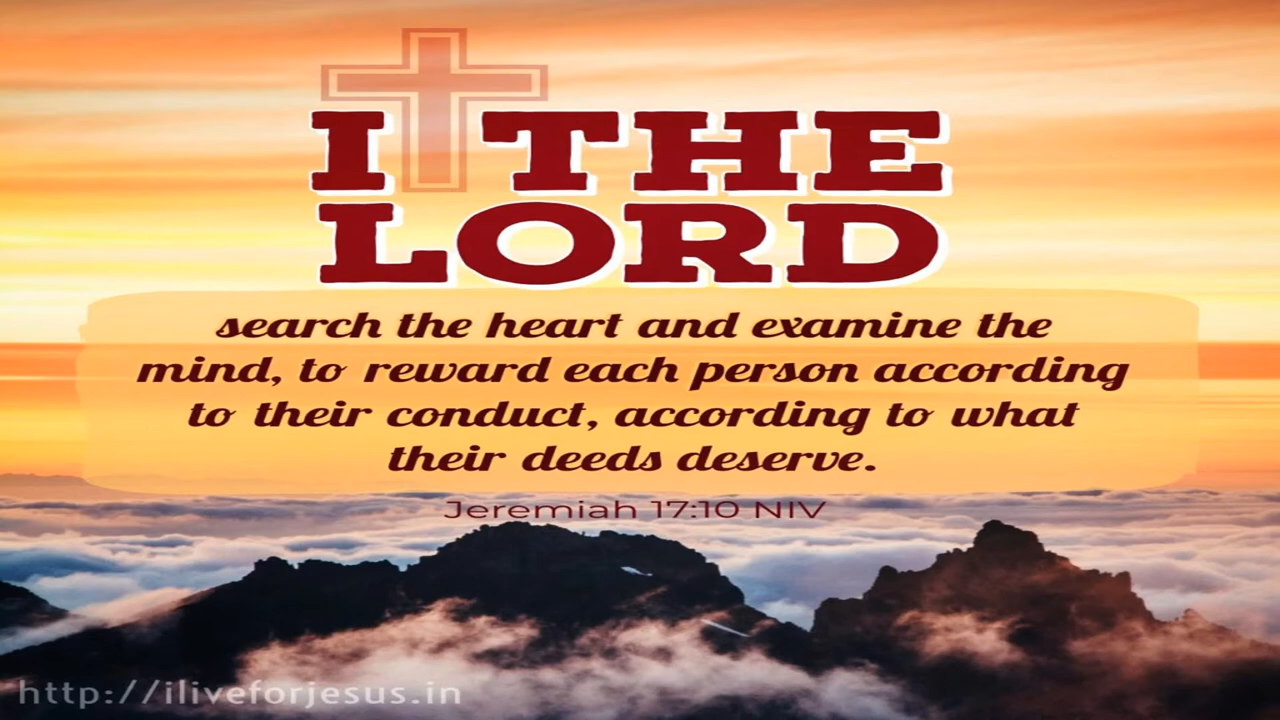 I THE
LORD
search the heart and examine the
mind, to reward each person according
to their conduct, according to what
their deeds deserve.
Jeremiah 17:10 NIV
http://iliveforjesus.in